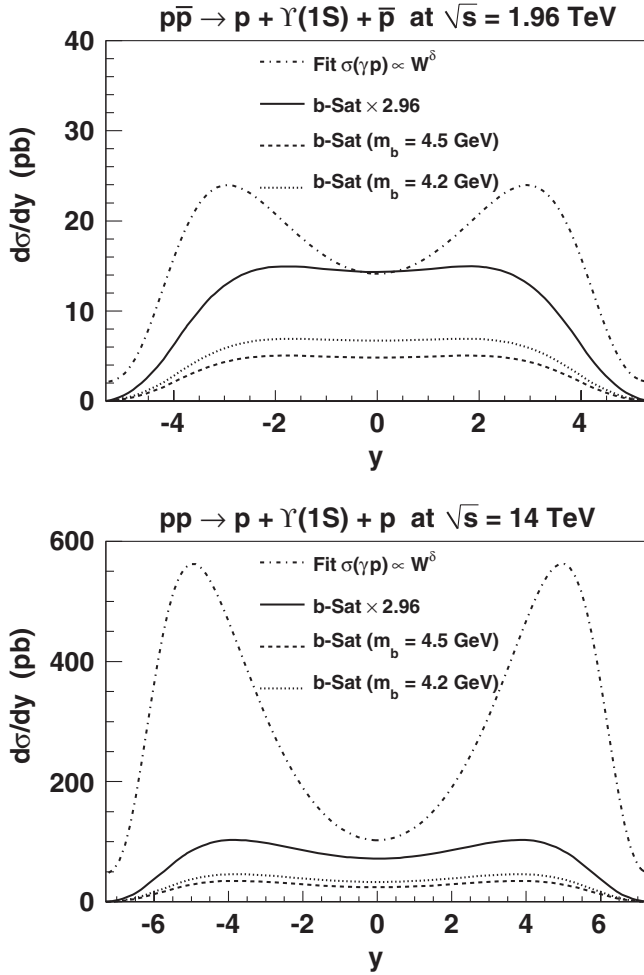 pp̅ → p + ϒ(1S) + p̅ at √s = 1.96 TeV
dσ/dy (pb)
40
30
20
10
0
Fit σ(γp) ∝ W^δ
b-Sat × 2.96
b-Sat (m_b = 4.5 GeV)
b-Sat (m_b = 4.2 GeV)
-4 -2 0 2 4
y
pp → p + ϒ(1S) + p at √s = 14 TeV
dσ/dy (pb)
600
400
200
0
Fit σ(γp) ∝ W^δ
b-Sat × 2.96
b-Sat (m_b = 4.5 GeV)
b-Sat (m_b = 4.2 GeV)
-6 -4 -2 0 2 4 6
y